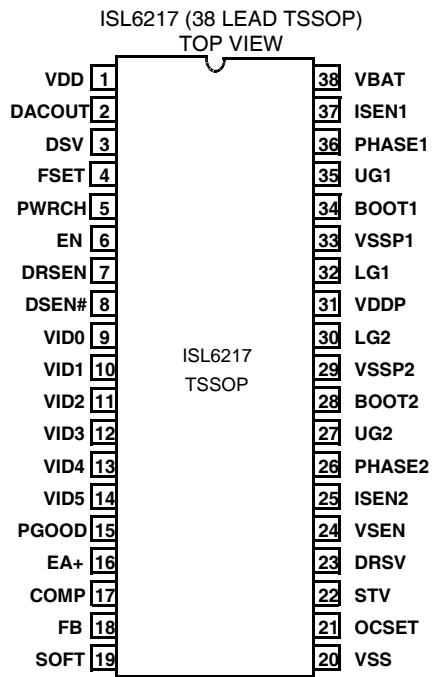 ISL6217 (38 LEAD TSSOP)
TOP VIEW
VDD 1 38 VBAT
DACOUT 2 37 ISEN1
DSV 3 36 PHASE1
FSET 4 35 UG1
PWRCH 5 34 BOOT1
EN 6 33 VSSP1
DRSEN 7 32 LG1
DSEN# 8 31 VDDP
VID0 9 30 LG2
VID1 10 29 VSSP2
VID2 11 28 BOOT2
VID3 12 27 UG2
VID4 13 26 PHASE2
VID5 14 25 ISEN2
PGOOD 15 24 VSEN
EA+ 16 23 DRSV
COMP 17 22 STV
FB 18 21 OCSET
SOFT 19 20 VSS
ISL6217
TSSOP